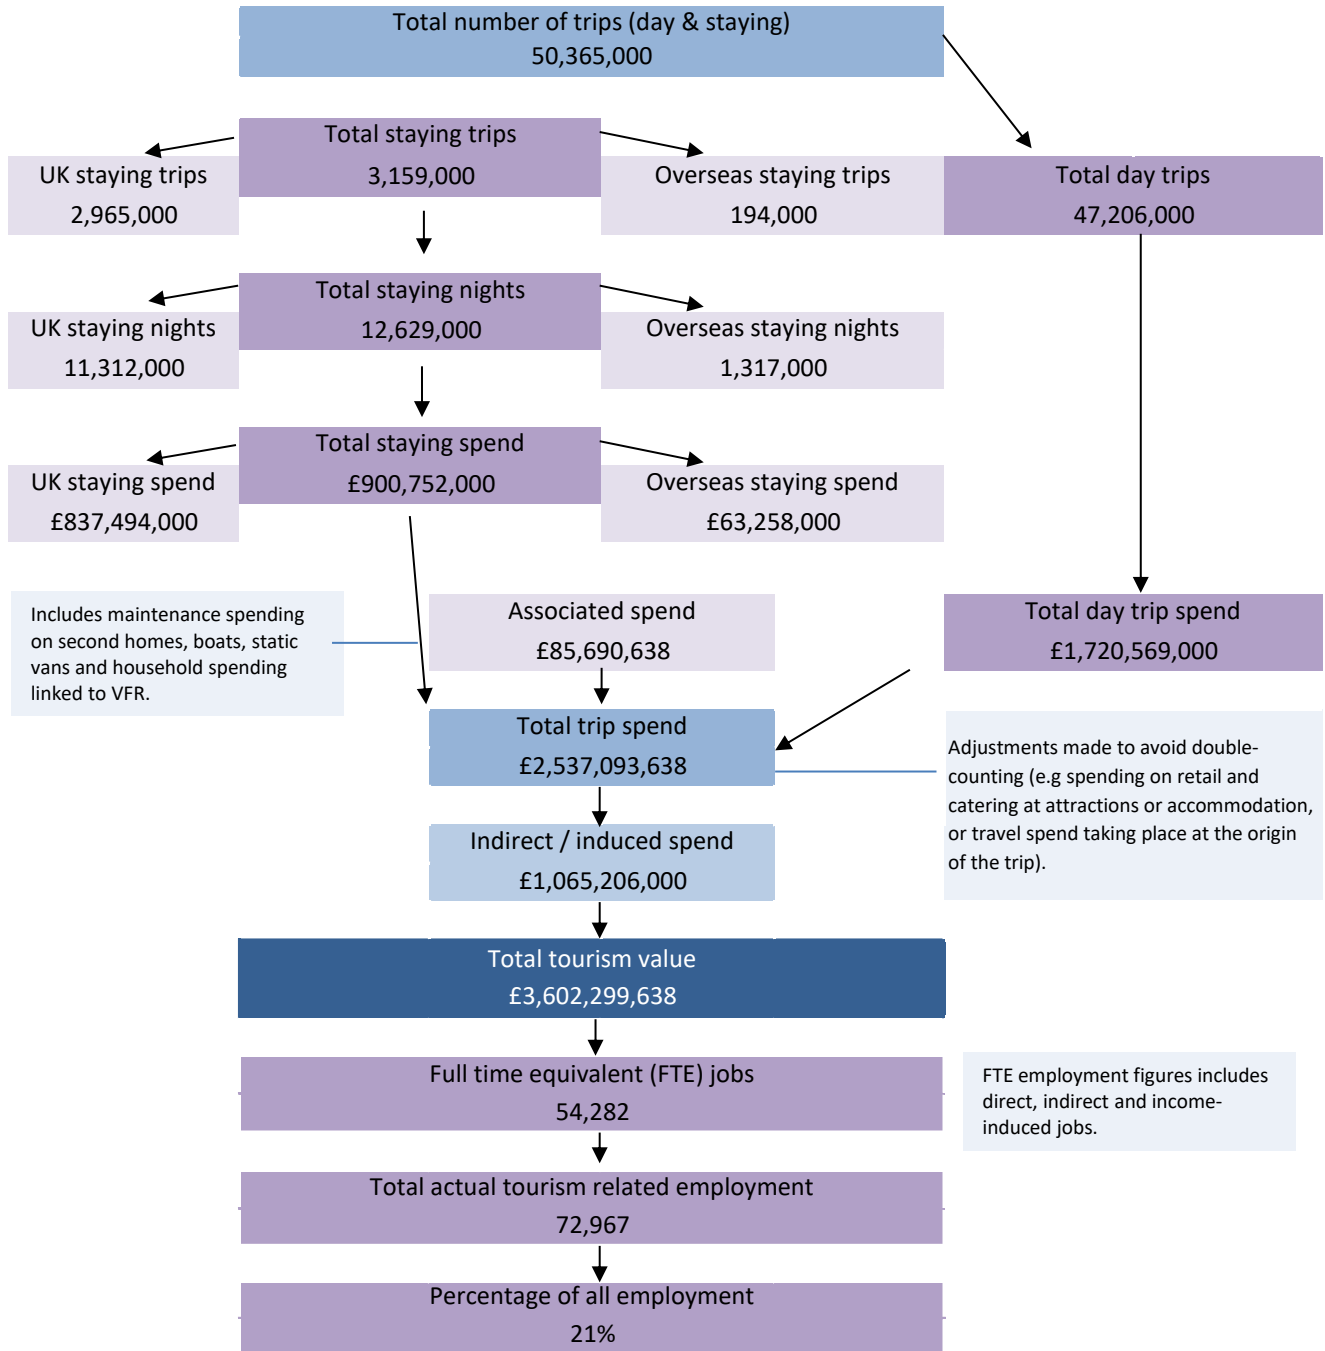 Total number of trips (day & staying)
50,365,000
Total staying trips
3,159,000
UK staying trips
2,965,000
Overseas staying trips
194,000
Total day trips
47,206,000
Total staying nights
12,629,000
UK staying nights
11,312,000
Overseas staying nights
1,317,000
Total staying spend
£900,752,000
UK staying spend
£837,494,000
Overseas staying spend
£63,258,000
Includes maintenance spending
on second homes, boats, static
vans and household spending
linked to VFR.
Associated spend
£85,690,638
Total day trip spend
£1,720,569,000
Total trip spend
£2,537,093,638
Adjustments made to avoid double-
counting (e.g spending on retail and
catering at attractions or accommodation,
or travel spend taking place at the origin
of the trip).
Indirect / induced spend
£1,065,206,000
Total tourism value
£3,602,299,638
Full time equivalent (FTE) jobs
54,282
FTE employment figures includes
direct, indirect and income-
induced jobs.
Total actual tourism related employment
72,967
Percentage of all employment
21%